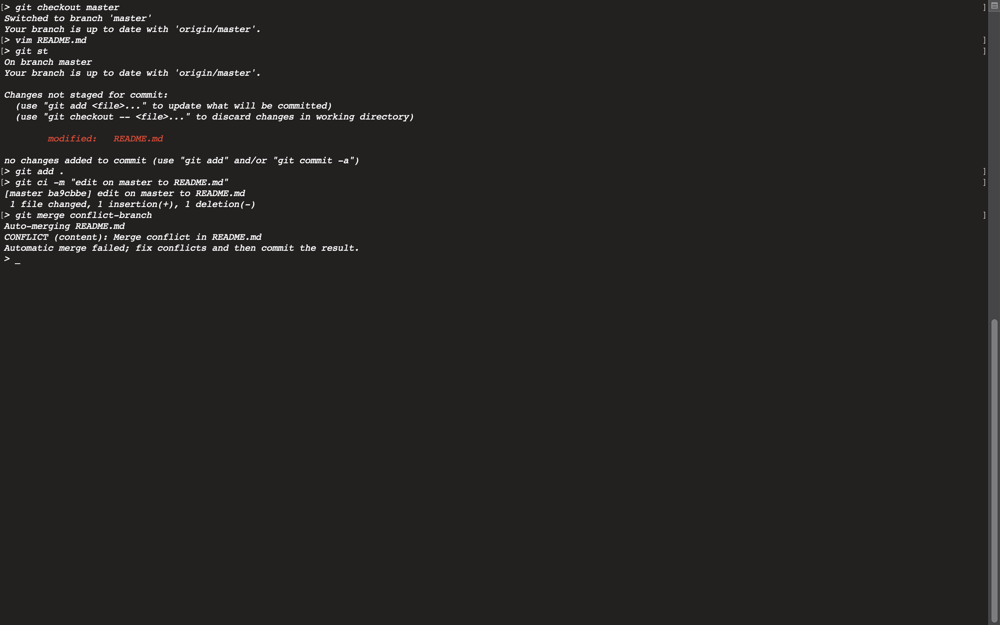 [> git checkout master ]
Switched to branch 'master'
Your branch is up to date with 'origin/master'.
[> vim README.md ]
[> git st ]
On branch master
Your branch is up to date with 'origin/master'.
Changes not staged for commit:
(use "git add <file>..." to update what will be committed)
(use "git checkout -- <file>..." to discard changes in working directory)
modified: README.md
no changes added to commit (use "git add" and/or "git commit -a")
[> git add . ]
[> git ci -m "edit on master to README.md" ]
[master ba9cbbe] edit on master to README.md
1 file changed, 1 insertion(+), 1 deletion(-)
[> git merge conflict-branch ]
Auto-merging README.md
CONFLICT (content): Merge conflict in README.md
Automatic merge failed; fix conflicts and then commit the result.
> _